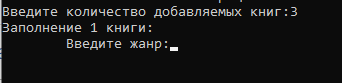 Введите количество добавляемых книг:3
Заполнение 1 книги:
Введите жанр: